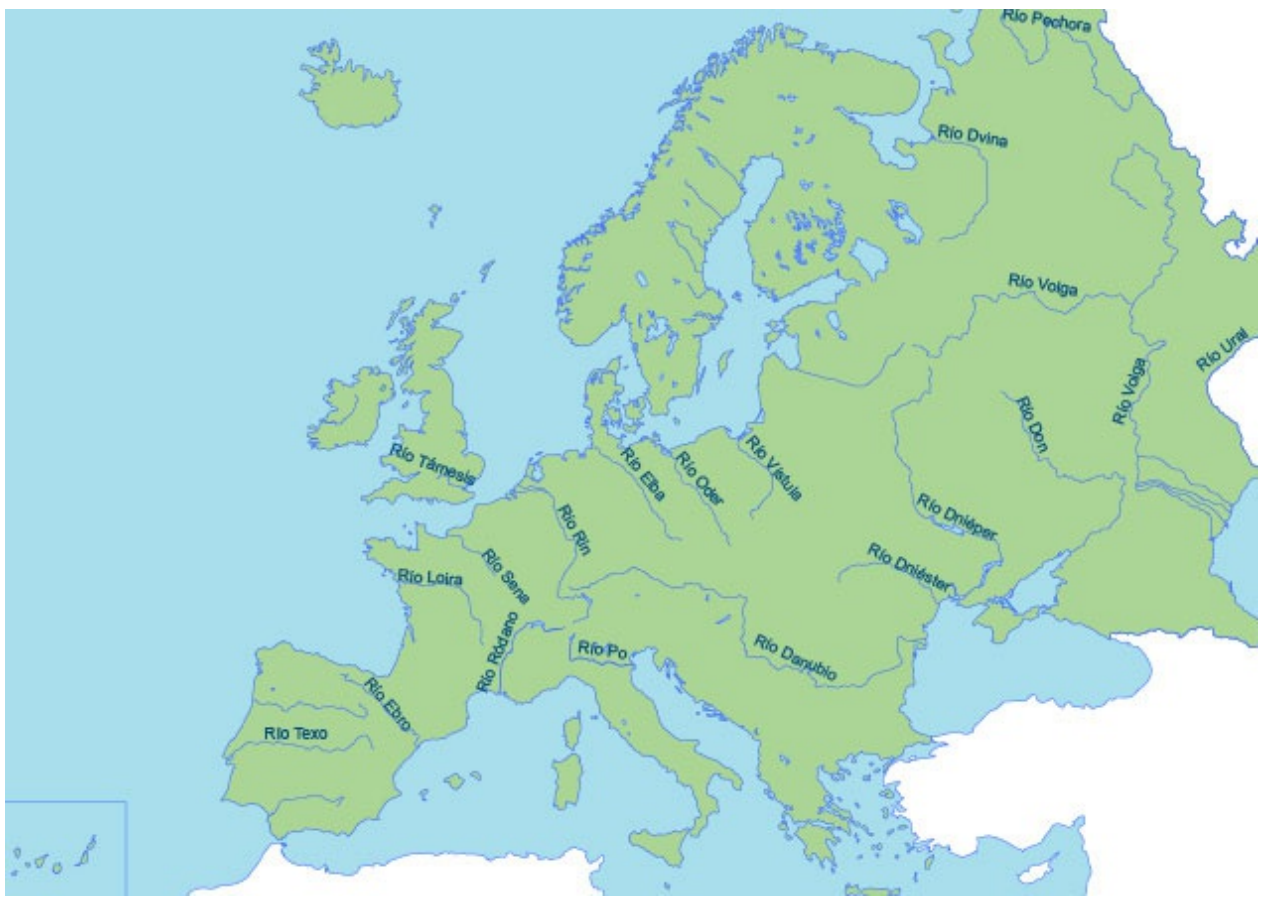 Río Pechora
Río Dvina
Río Volga
Río Ural
Río Volga
Río Don
Río Támesis
Río Elba
Río Oder
Río Vístula
Río Rin
Río Dniéper
Río Sena
Río Loira
Río Dniéster
Río Ródano
Río Po
Río Danubio
Río Ebro
Río Texo